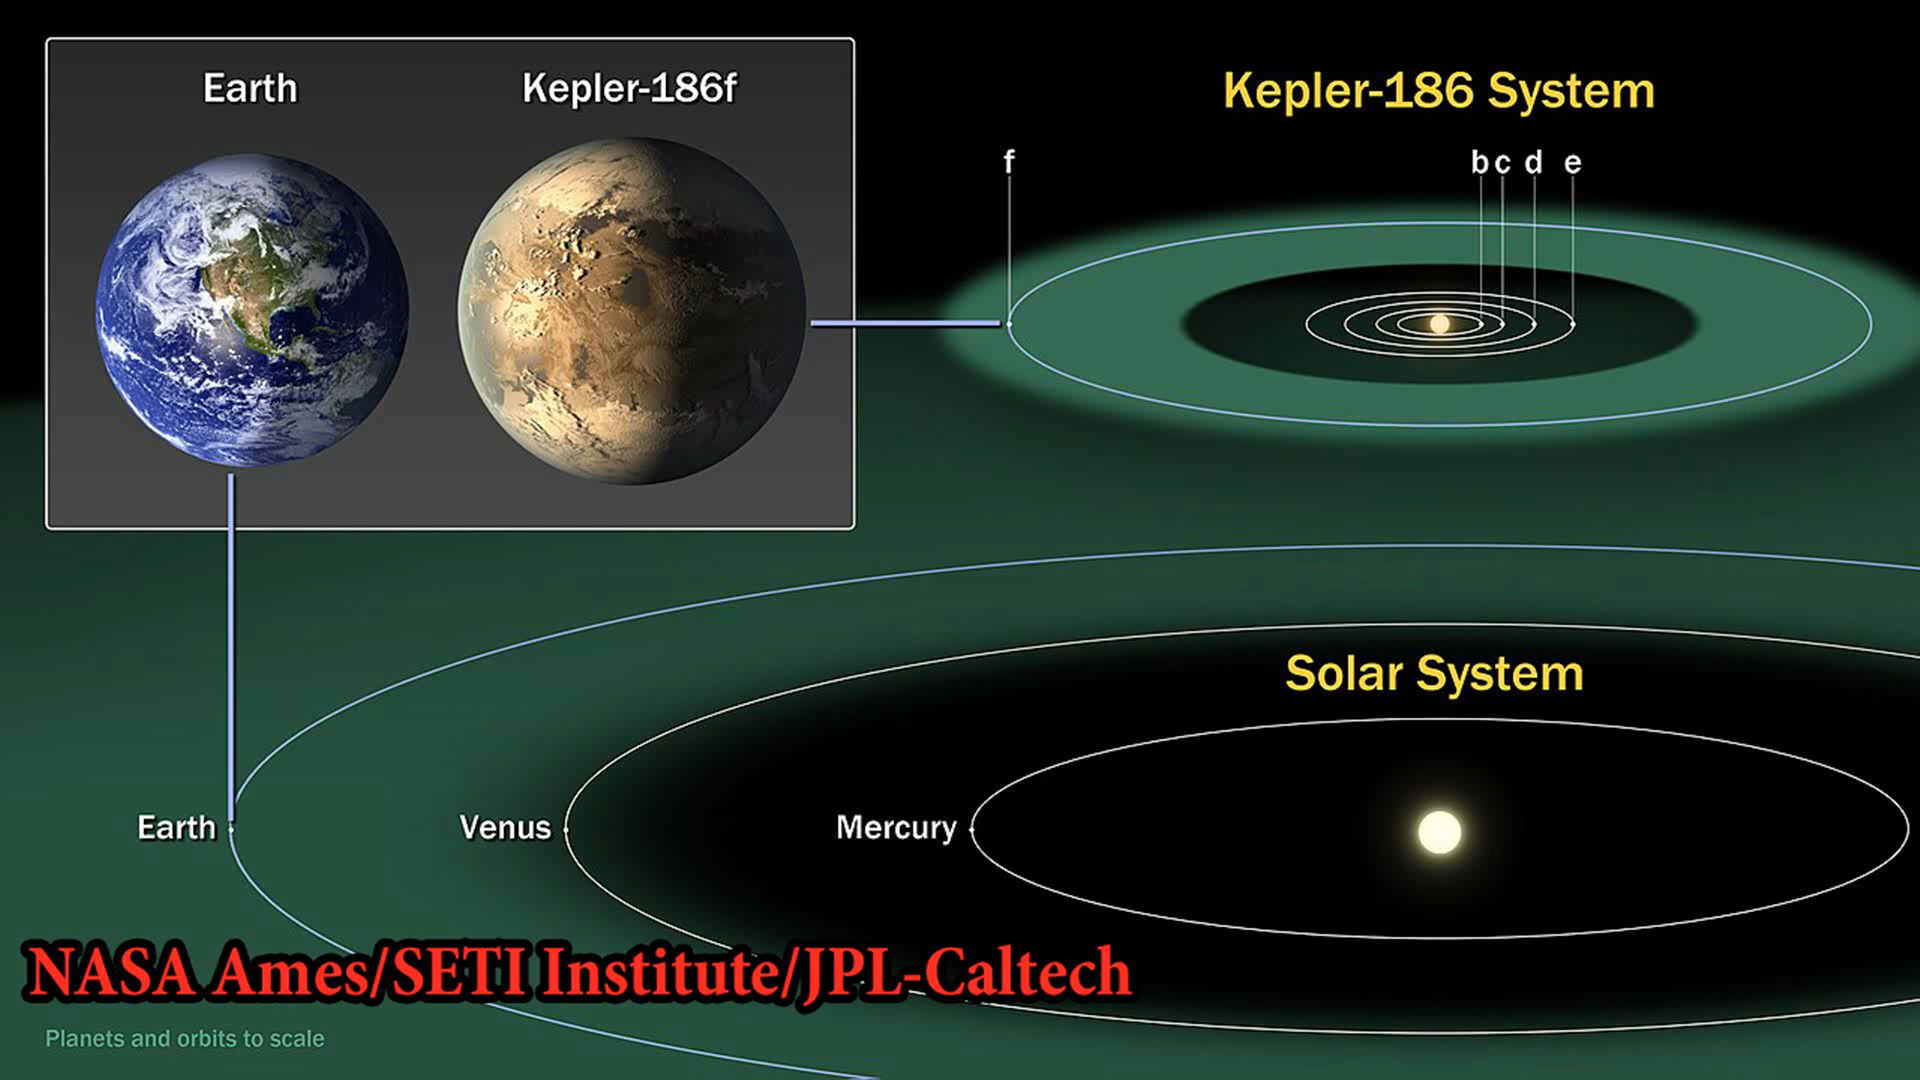 Earth
Kepler-186f
Kepler-186 System
f
b c d e
Solar System
Earth
Venus
Mercury
NASA Ames/SETI Institute/JPL-Caltech
Planets and orbits to scale